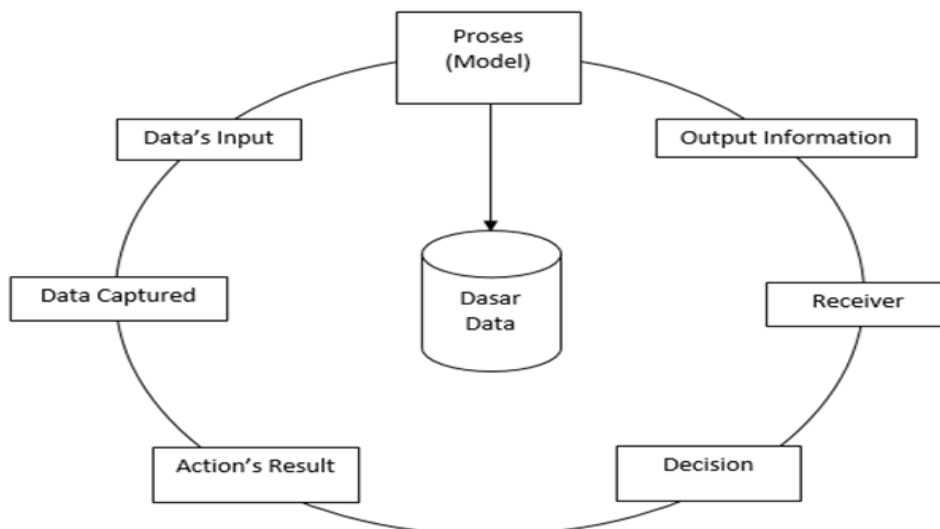 Proses
(Model)
Data's Input
Output Information
Data Captured
Dasar
Data
Receiver
Action's Result
Decision